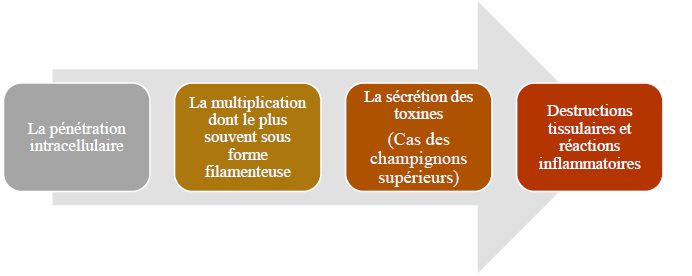 La pénétration
intracellulaire
La multiplication
dont le plus
souvent sous
forme
filamenteuse
La sécrétion des
toxines
(Cas des
champignons
supérieurs)
Destructions
tissulaires et
réactions
inflammatoires